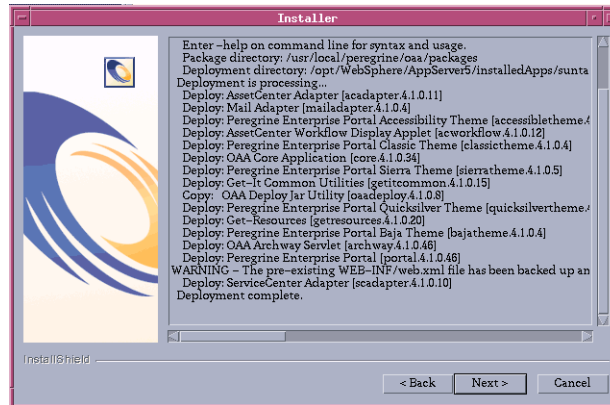 Installer
Enter -help on command line for syntax and usage.
Package directory: /usr/local/peregrine/oaa/packages
Deployment directory: /opt/WebSphere/AppServer5/installedApps/sunta
Deployment is processing...
Deploy: AssetCenter Adapter [acadapter.4.1.0.11]
Deploy: Mail Adapter [mailadapter.4.1.0.4]
Deploy: Peregrine Enterprise Portal Accessibility Theme [accessibletheme.4
Deploy: AssetCenter Workflow Display Applet [acworkflow.4.1.0.12]
Deploy: Peregrine Enterprise Portal Classic Theme [classictheme.4.1.0.4]
Deploy: OAA Core Application [core.4.1.0.34]
Deploy: Peregrine Enterprise Portal Sierra Theme [sierratheme.4.1.0.5]
Deploy: Get-It Common Utilities [getitcommon.4.1.0.15]
Copy: OAA Deploy Jar Utility [oaadeploy.4.1.0.8]
Deploy: Peregrine Enterprise Portal Quicksilver Theme [quicksilvertheme.4
Deploy: Get-Resources [getresources.4.1.0.20]
Deploy: Peregrine Enterprise Portal Baja Theme [bajatheme.4.1.0.4]
Deploy: OAA Archway Servlet [archway.4.1.0.46]
Deploy: Peregrine Enterprise Portal [portal.4.1.0.46]
WARNING - The pre-existing WEB-INF/web.xml file has been backed up an
Deploy: ServiceCenter Adapter [scadapter.4.1.0.10]
Deployment complete.
InstallShield
< Back
Next >
Cancel